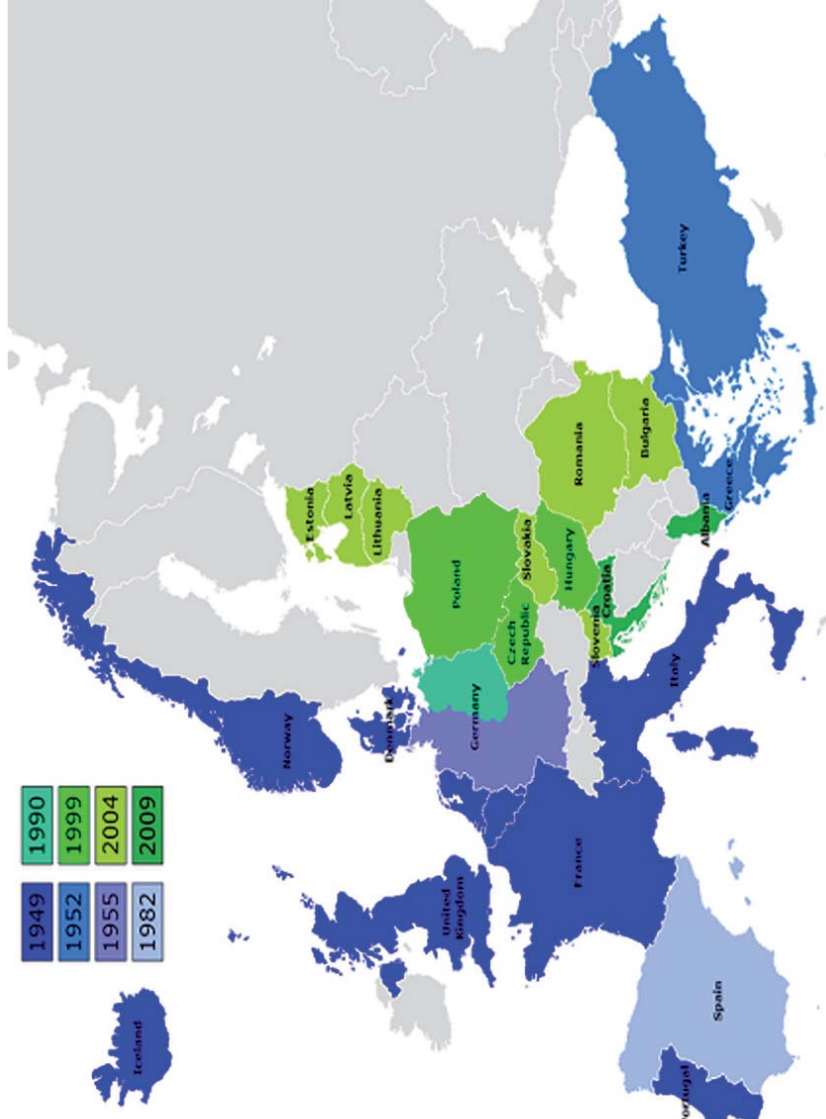 1949
1952
1955
1982
1990
1999
2004
2009
Iceland
Norway
Denmark
United
Kingdom
Estonia
Latvia
Lithuania
Poland
Germany
Czech
Republic
Slovakia
Hungary
Slovenia
Croatia
Romania
Bulgaria
France
Italy
Albania
Greece
Turkey
Spain
Portugal